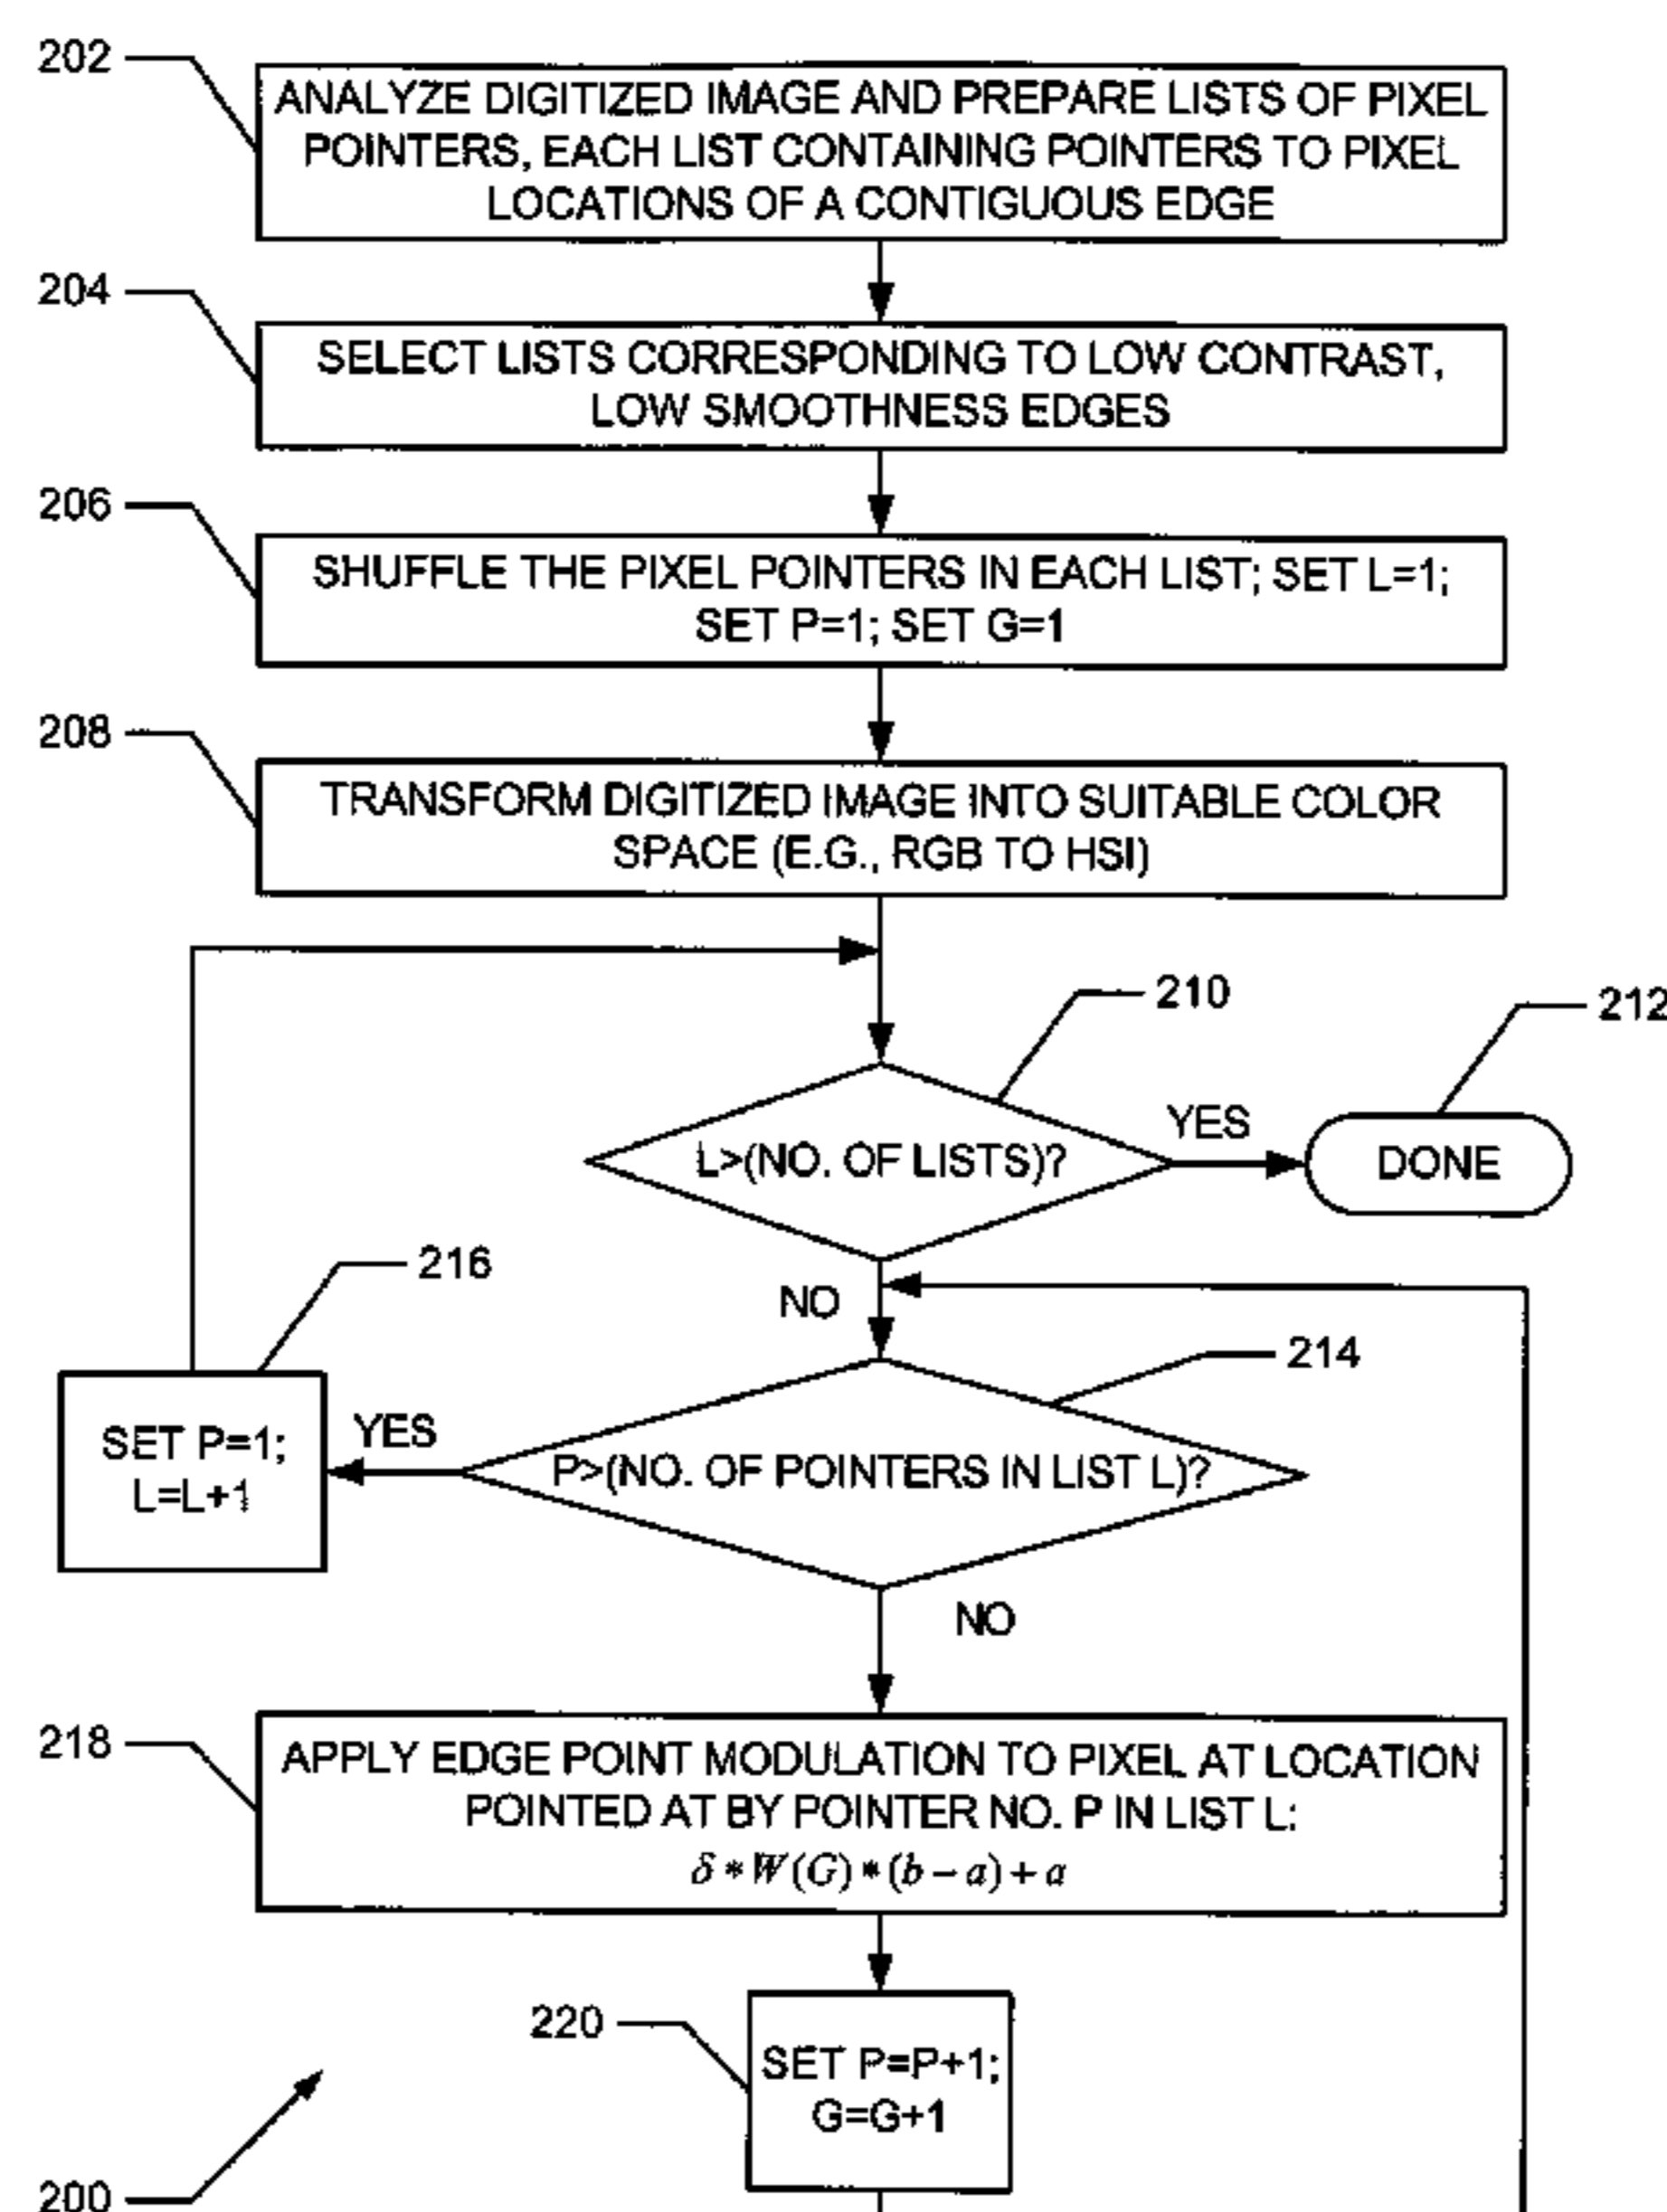 202
ANALYZE DIGITIZED IMAGE AND PREPARE LISTS OF PIXEL
POINTERS, EACH LIST CONTAINING POINTERS TO PIXEL
LOCATIONS OF A CONTIGUOUS EDGE
204
SELECT LISTS CORRESPONDING TO LOW CONTRAST,
LOW SMOOTHNESS EDGES
206
SHUFFLE THE PIXEL POINTERS IN EACH LIST; SET L=1;
SET P=1; SET G=1
208
TRANSFORM DIGITIZED IMAGE INTO SUITABLE COLOR
SPACE (E.G., RGB TO HSI)
210
212
L>(NO. OF LISTS)?
YES
DONE
216
NO
214
SET P=1;
L=L+1
YES
P>(NO. OF POINTERS IN LIST L)?
NO
218
APPLY EDGE POINT MODULATION TO PIXEL AT LOCATION
POINTED AT BY POINTER NO. P IN LIST L:
δ * W(G) * (b – a) + a
220
SET P=P+1;
G=G+1
200